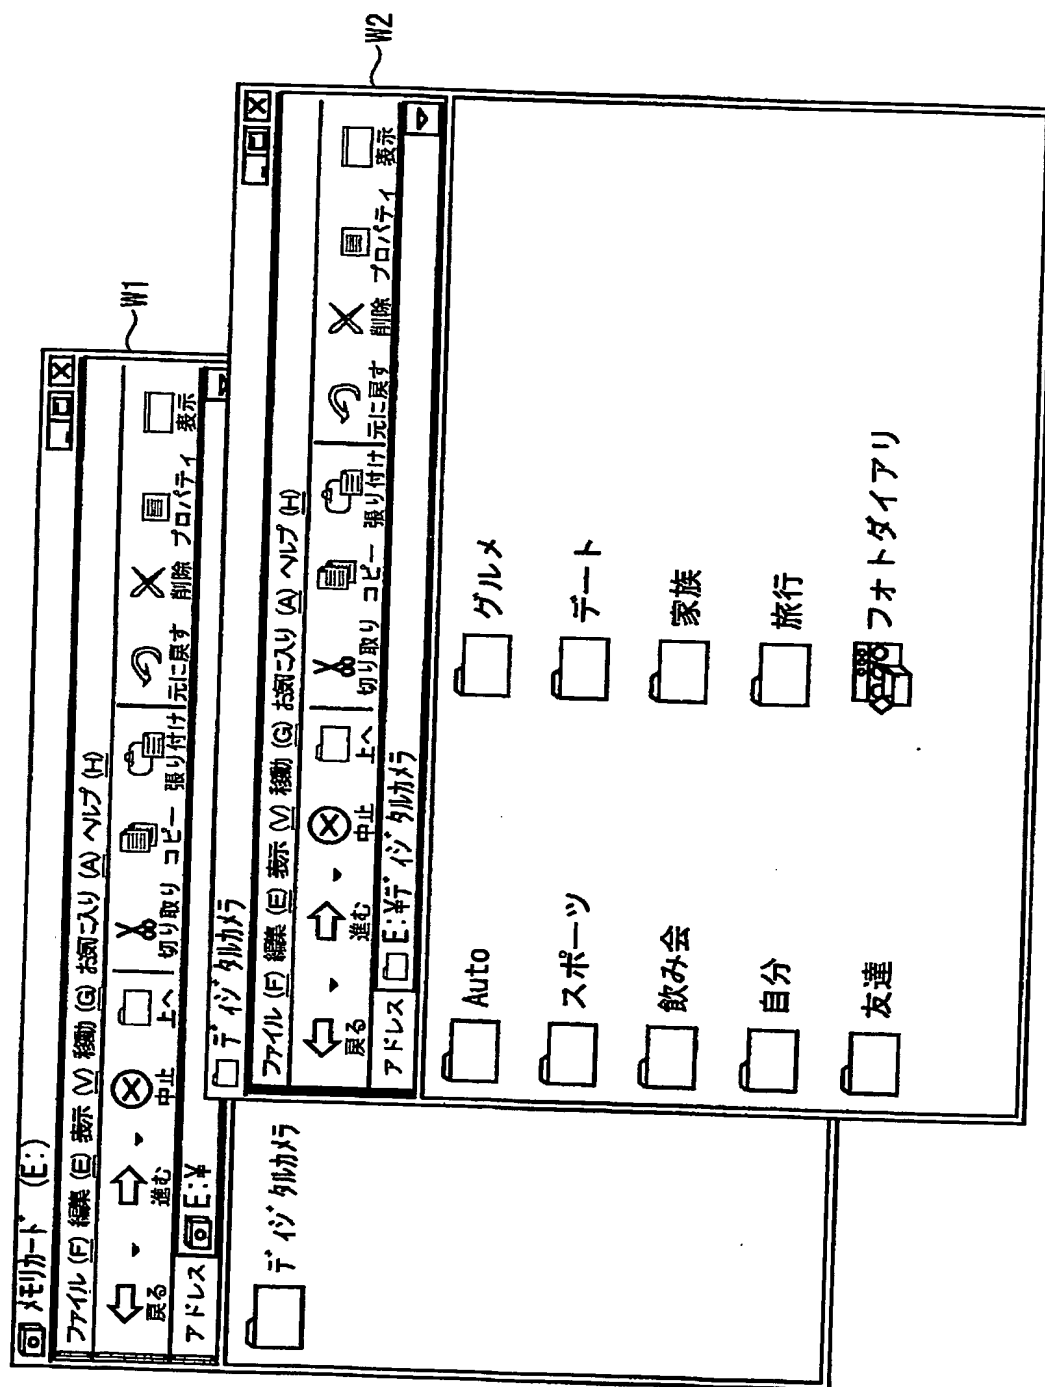 メモリカード (E:)
ファイル (F) 編集 (E) 表示 (V) 移動 (G) お気に入り (A) ヘルプ (H)
戻る 進む 中止 上へ 切り取り コピー 張り付け 元に戻す 削除 プロパティ 表示
アドレス E:¥
ディジタルカメラ
W1
ディジタルカメラ
ファイル (F) 編集 (E) 表示 (V) 移動 (G) お気に入り (A) ヘルプ (H)
戻る 進む 中止 上へ 切り取り コピー 張り付け 元に戻す 削除 プロパティ 表示
アドレス E:¥ディジタルカメラ
Auto グルメ
スポーツ デート
飲み会 家族
自分 旅行
友達 フォトダイアリ
W2